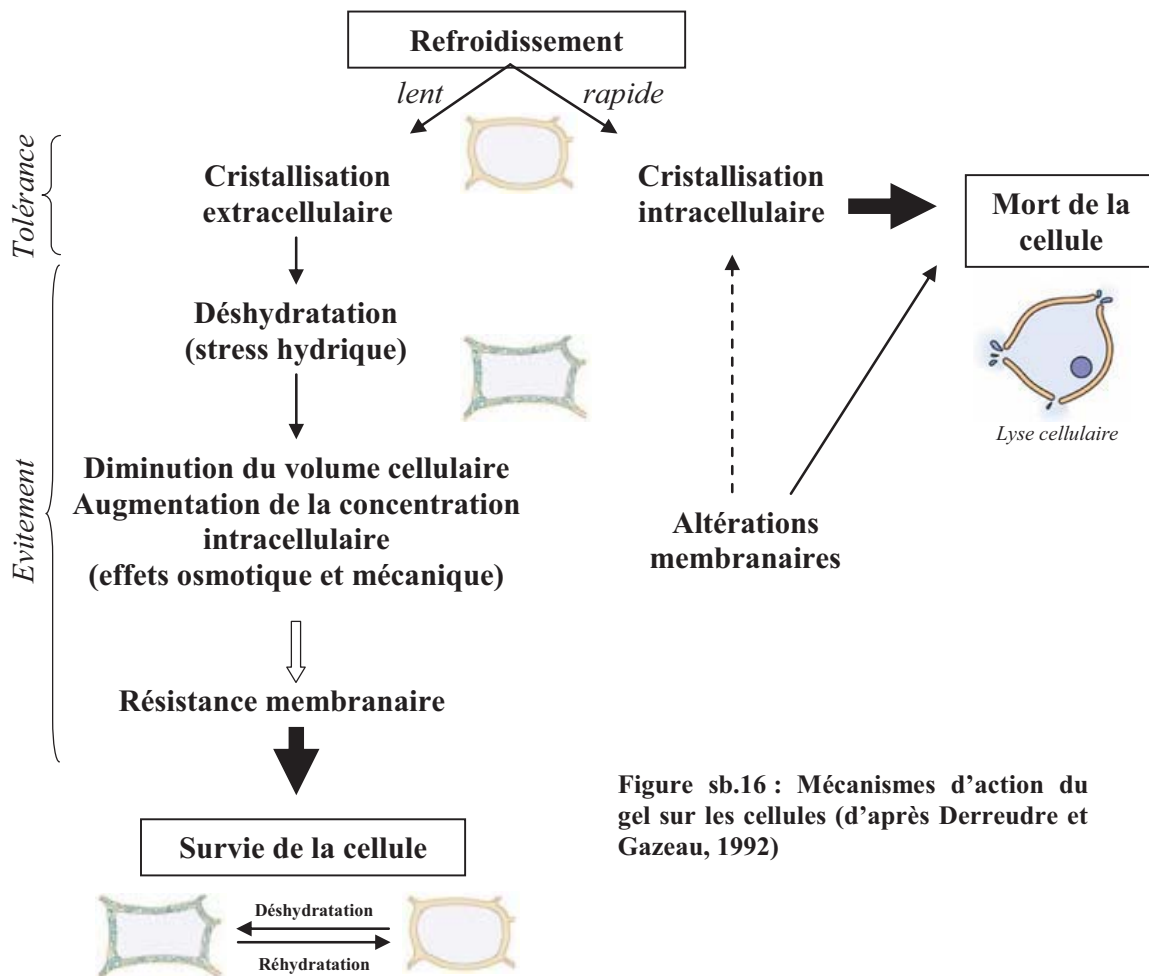 Refroidissement
lent
rapide
Tolérance
Cristallisation
extracellulaire
Cristallisation
intracellulaire
Mort de la
cellule
Déshydratation
(stress hydrique)
Lyse cellulaire
Evitement
Diminution du volume cellulaire
Augmentation de la concentration
intracellulaire
(effets osmotique et mécanique)
Altérations
membranaires
Résistance membranaire
Survie de la cellule
Figure sb.16 : Mécanismes d’action du
gel sur les cellules (d’après Derreudre et
Gazeau, 1992)
Déshydratation
Réhydratation